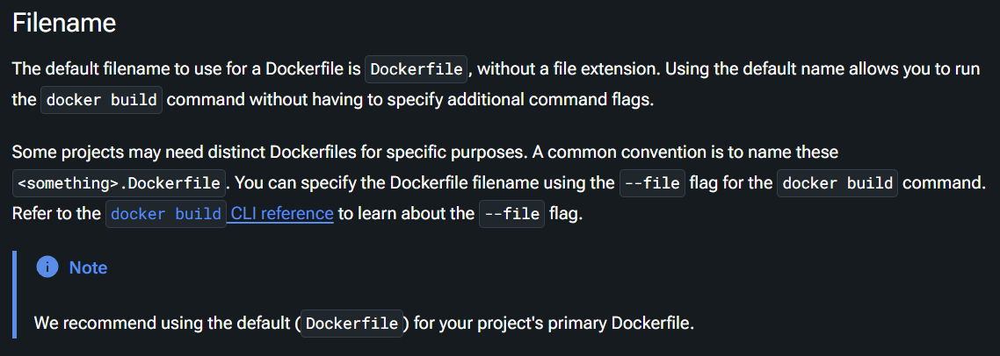 Filename
The default filename to use for a Dockerfile is Dockerfile, without a file extension. Using the default name allows you to run
the docker build command without having to specify additional command flags.
Some projects may need distinct Dockerfiles for specific purposes. A common convention is to name these
<something>.Dockerfile. You can specify the Dockerfile filename using the --file flag for the docker build command.
Refer to the docker build CLI reference to learn about the --file flag.
Note
We recommend using the default (Dockerfile) for your project's primary Dockerfile.